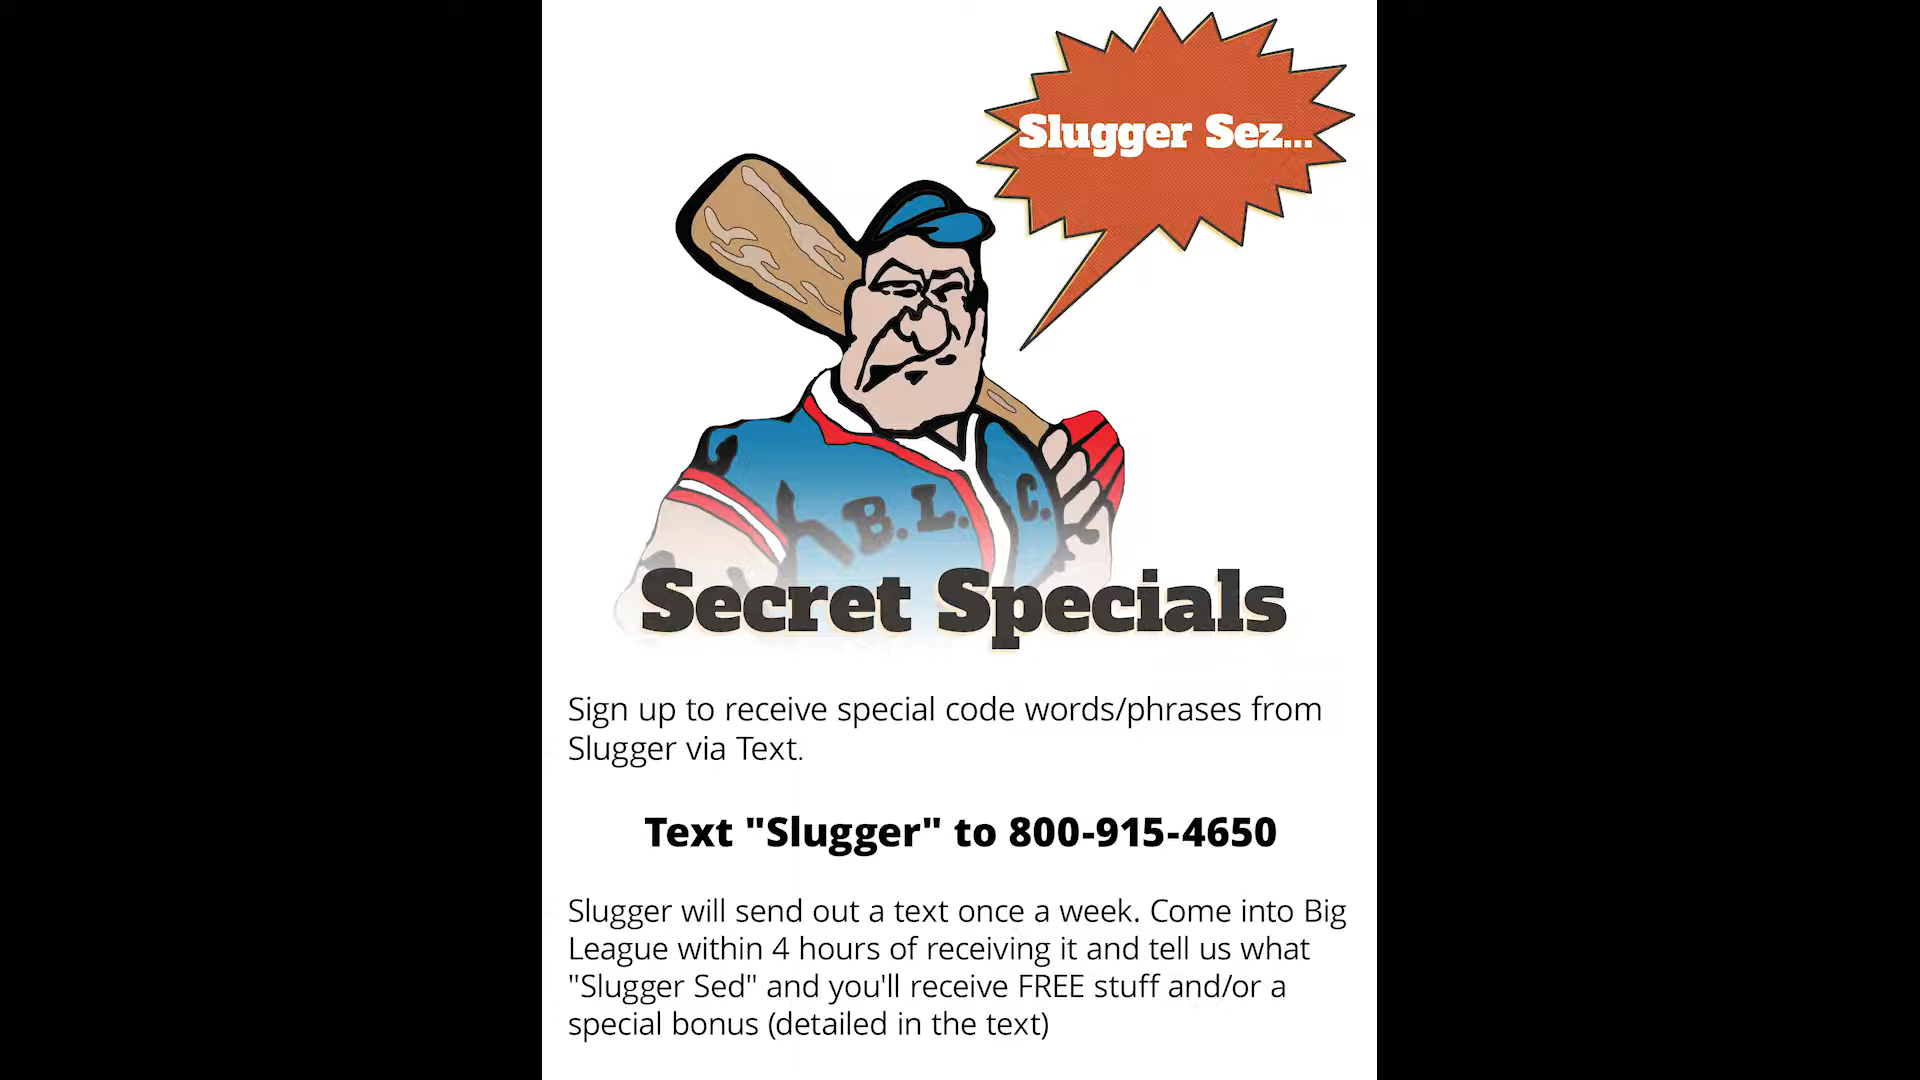 Slugger Sez...
B. L. C.
Secret Specials
Sign up to receive special code words/phrases from
Slugger via Text.
Text "Slugger" to 800-915-4650
Slugger will send out a text once a week. Come into Big
League within 4 hours of receiving it and tell us what
"Slugger Sed" and you'll receive FREE stuff and/or a
special bonus (detailed in the text)